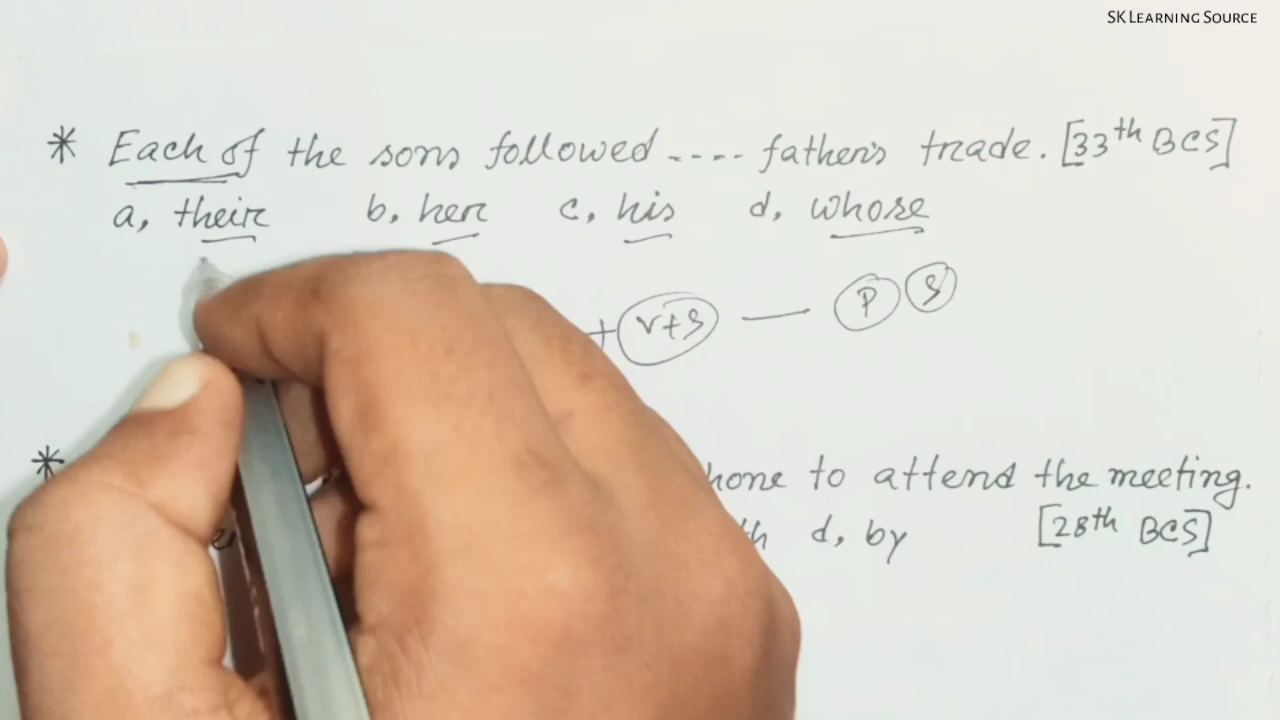 SK Learning Source
* Each of the sons followed .... father's trade. [33th BCS]
a, their b, her c, his d, whose
+ V+S — P S
* hone to attend the meeting.
d, by [28th BCS]